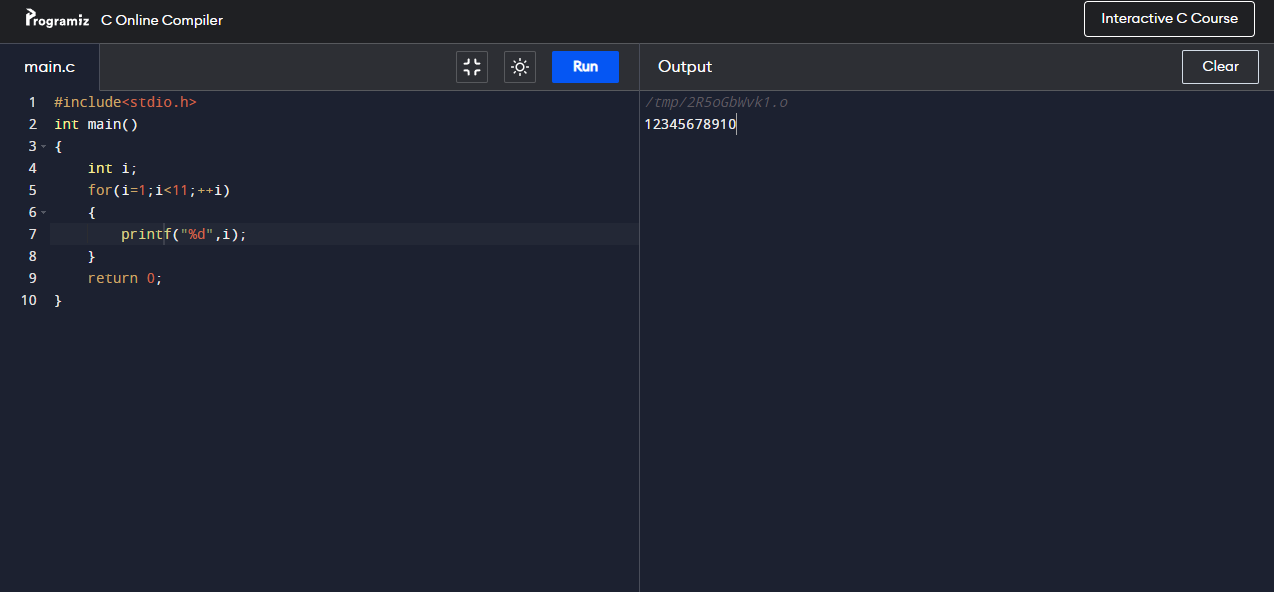 Programiz C Online Compiler
Interactive C Course
main.c
Run
1 #include<stdio.h>
2 int main()
3 {
4     int i;
5     for(i=1;i<11;++i)
6     {
7         printf("%d",i);
8     }
9     return 0;
10 }
Output
Clear
/tmp/2R5oGbWvk1.o
12345678910